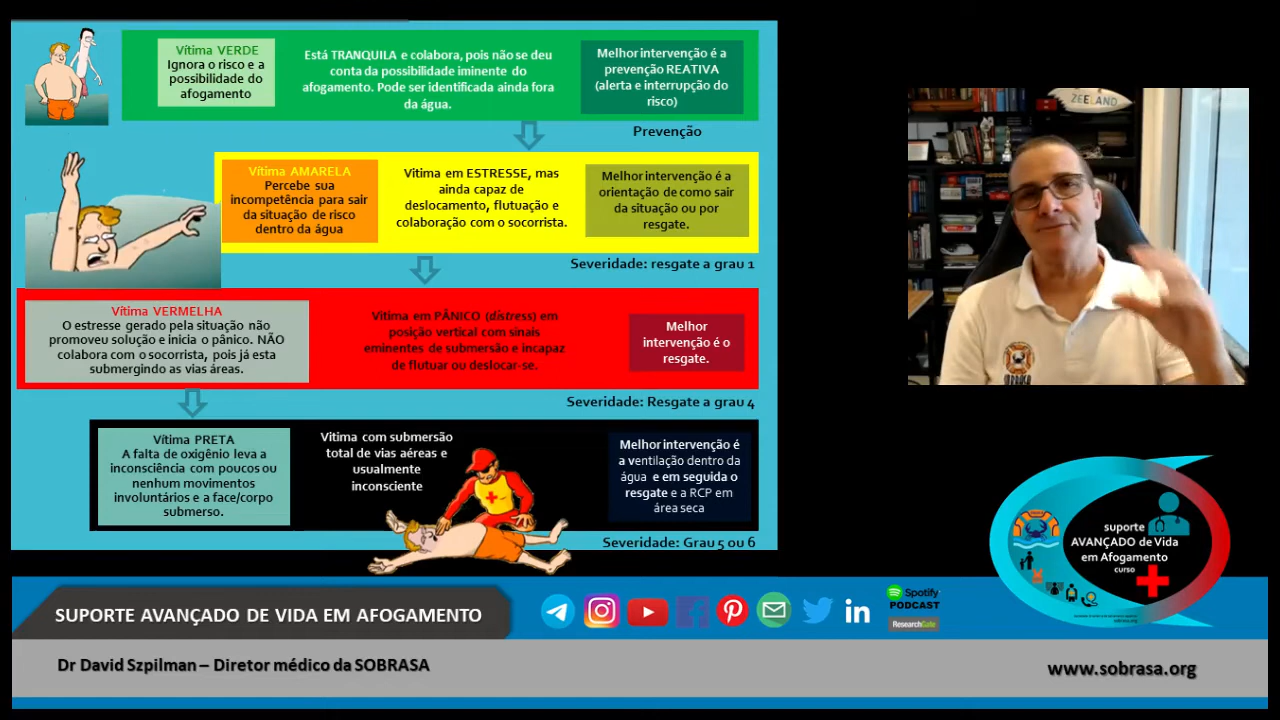 Vítima VERDE
Ignora o risco e a
possibilidade do
afogamento
Está TRANQUILA e colabora, pois não se deu
conta da possibilidade iminente do
afogamento. Pode ser identificada ainda fora
da água.
Melhor intervenção é a
prevenção REATIVA
(alerta e interrupção do
risco)
Prevenção
Vítima AMARELA
Percebe sua
incompetência para sair
da situação de risco
dentro da água
Vitima em ESTRESSE, mas
ainda capaz de
deslocamento, flutuação e
colaboração com o socorrista.
Melhor intervenção é a
orientação de como sair
da situação ou por
resgate.
Severidade: resgate a grau 1
Vítima VERMELHA
O estresse gerado pela situação não
promoveu solução e inicia o pânico. NÃO
colabora com o socorrista, pois já esta
submergindo as vias áreas.
Vitima em PÂNICO (distress) em
posição vertical com sinais
eminentes de submersão e incapaz
de flutuar ou deslocar-se.
Melhor
intervenção é o
resgate.
Severidade: Resgate a grau 4
Vítima PRETA
A falta de oxigênio leva a
inconsciência com poucos ou
nenhum movimentos
involuntários e a face/corpo
submerso.
Vitima com submersão
total de vias aéreas e
usualmente
inconsciente
Melhor intervenção é
a ventilação dentro da
água e em seguida o
resgate e a RCP em
área seca
Severidade: Grau 5 ou 6
ZEELAND
suporte
AVANÇADO de Vida
em Afogamento
curso
SUPORTE AVANÇADO DE VIDA EM AFOGAMENTO
Spotify
PODCAST
ResearchGate
Dr David Szpilman – Diretor médico da SOBRASA
www.sobrasa.org